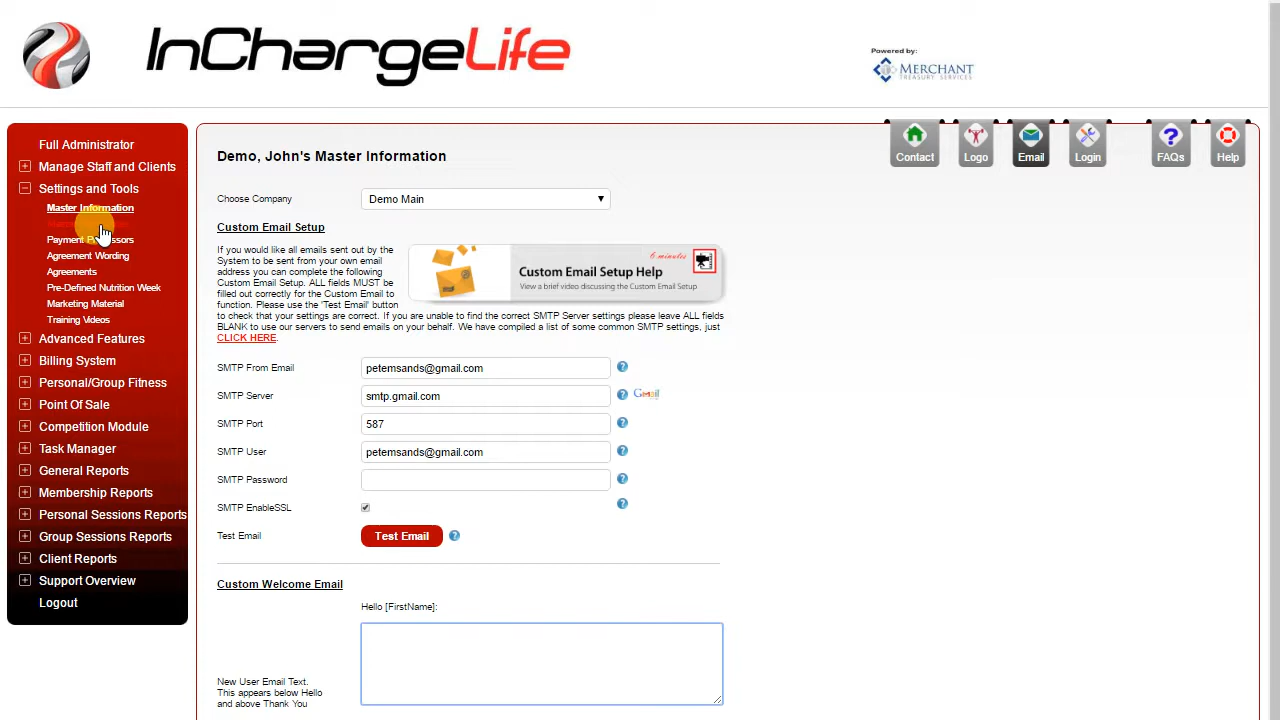 InChargeLife
Powered by:
MERCHANT
TREASURY SERVICES
Full Administrator
Manage Staff and Clients
Settings and Tools
Master Information
Payment Processors
Agreement Wording
Agreements
Pre-Defined Nutrition Week
Marketing Material
Training Videos
Advanced Features
Billing System
Personal/Group Fitness
Point Of Sale
Competition Module
Task Manager
General Reports
Membership Reports
Personal Sessions Reports
Group Sessions Reports
Client Reports
Support Overview
Logout
Contact
Logo
Email
Login
FAQs
Help
Demo, John's Master Information
Choose Company
Demo Main
Custom Email Setup
If you would like all emails sent out by the
System to be sent from your own email
address you can complete the following
Custom Email Setup. ALL fields MUST be
filled out correctly for the Custom Email to
function. Please use the 'Test Email' button
to check that your settings are correct. If you are unable to find the correct SMTP Server settings please leave ALL fields
BLANK to use our servers to send emails on your behalf. We have compiled a list of some common SMTP settings, just
CLICK HERE.
6 minutes
Custom Email Setup Help
View a brief video discussing the Custom Email Setup
SMTP From Email
petemsands@gmail.com
SMTP Server
smtp.gmail.com
Gmail
SMTP Port
587
SMTP User
petemsands@gmail.com
SMTP Password
SMTP EnableSSL
Test Email
Test Email
Custom Welcome Email
Hello [FirstName]:
New User Email Text.
This appears below Hello
and above Thank You